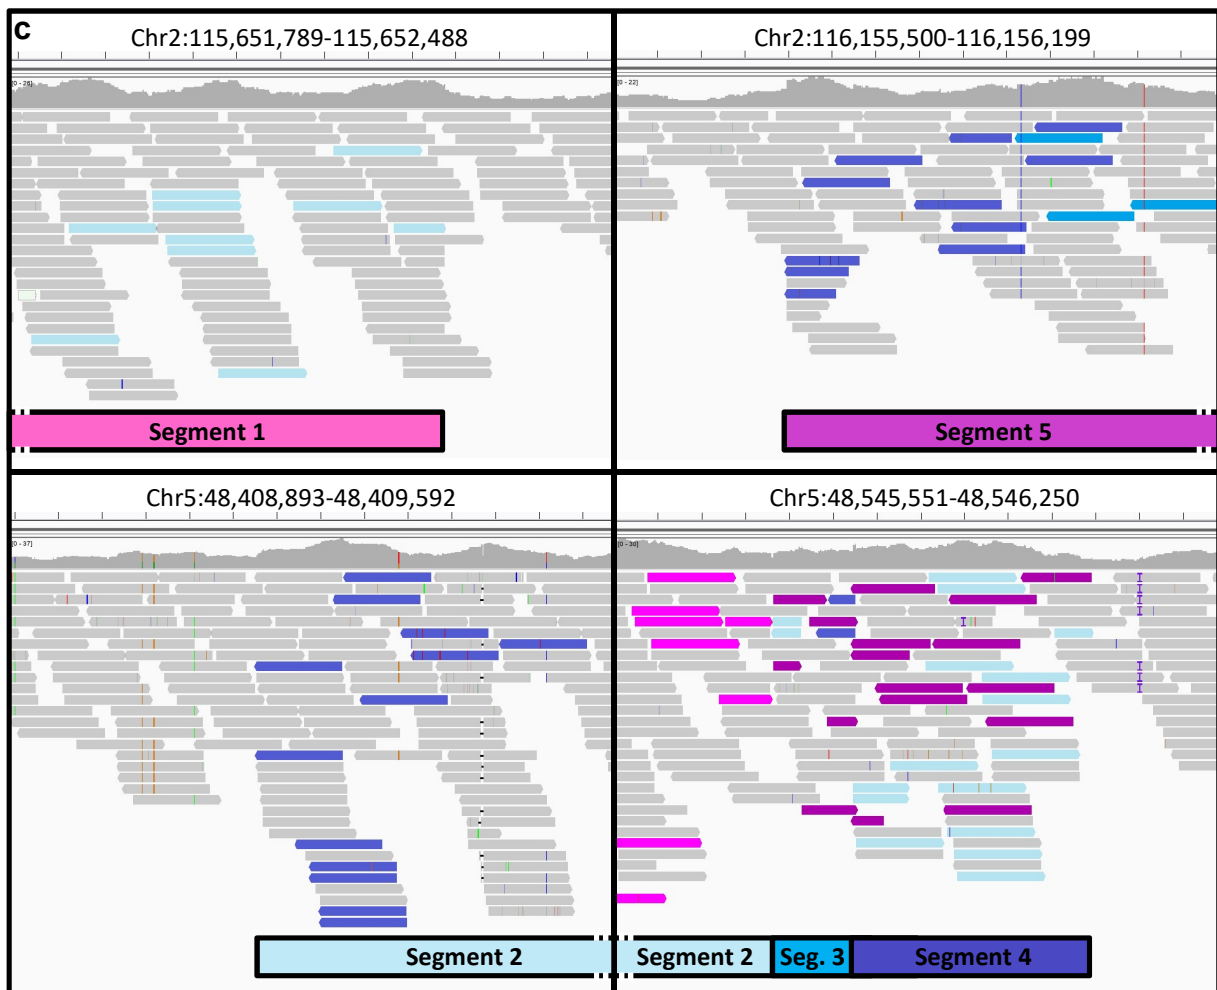 C
Chr2:115,651,789-115,652,488
[0 - 26]
Segment 1
Chr2:116,155,500-116,156,199
[0 - 22]
Segment 5
Chr5:48,408,893-48,409,592
[0 - 37]
Segment 2
Chr5:48,545,551-48,546,250
[0 - 30]
Segment 2
Seg. 3
Segment 4